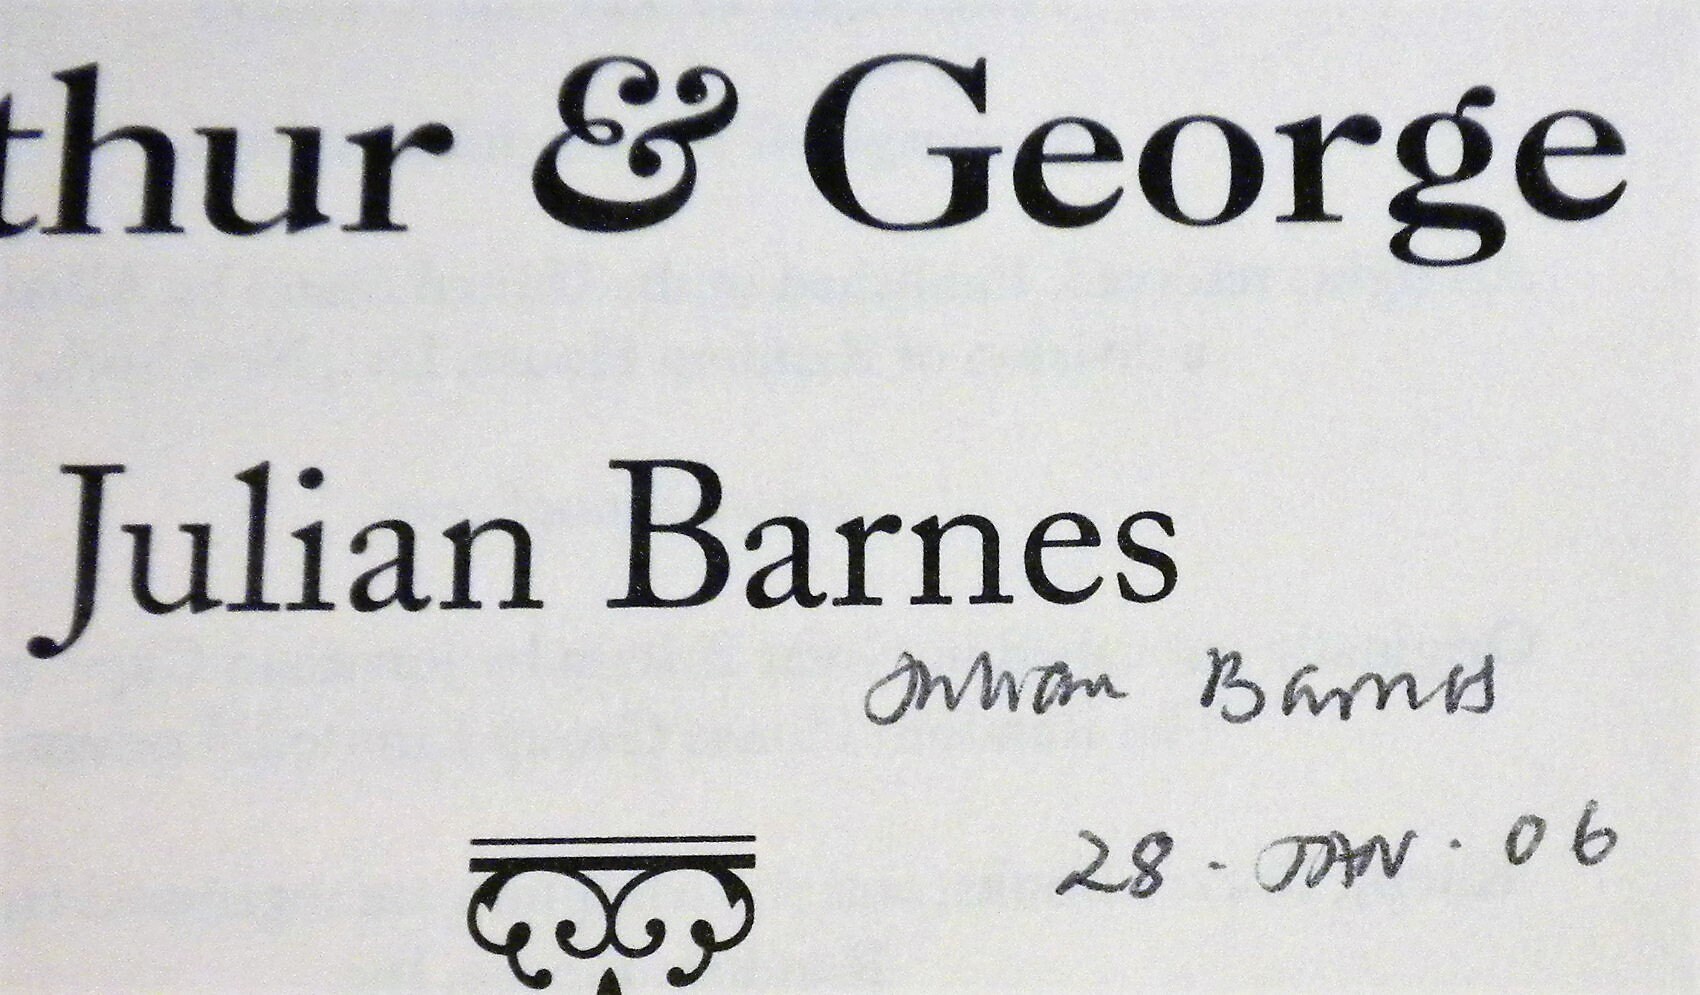 thur & George
Julian Barnes
Julian Barnes
28 - JAN · 06